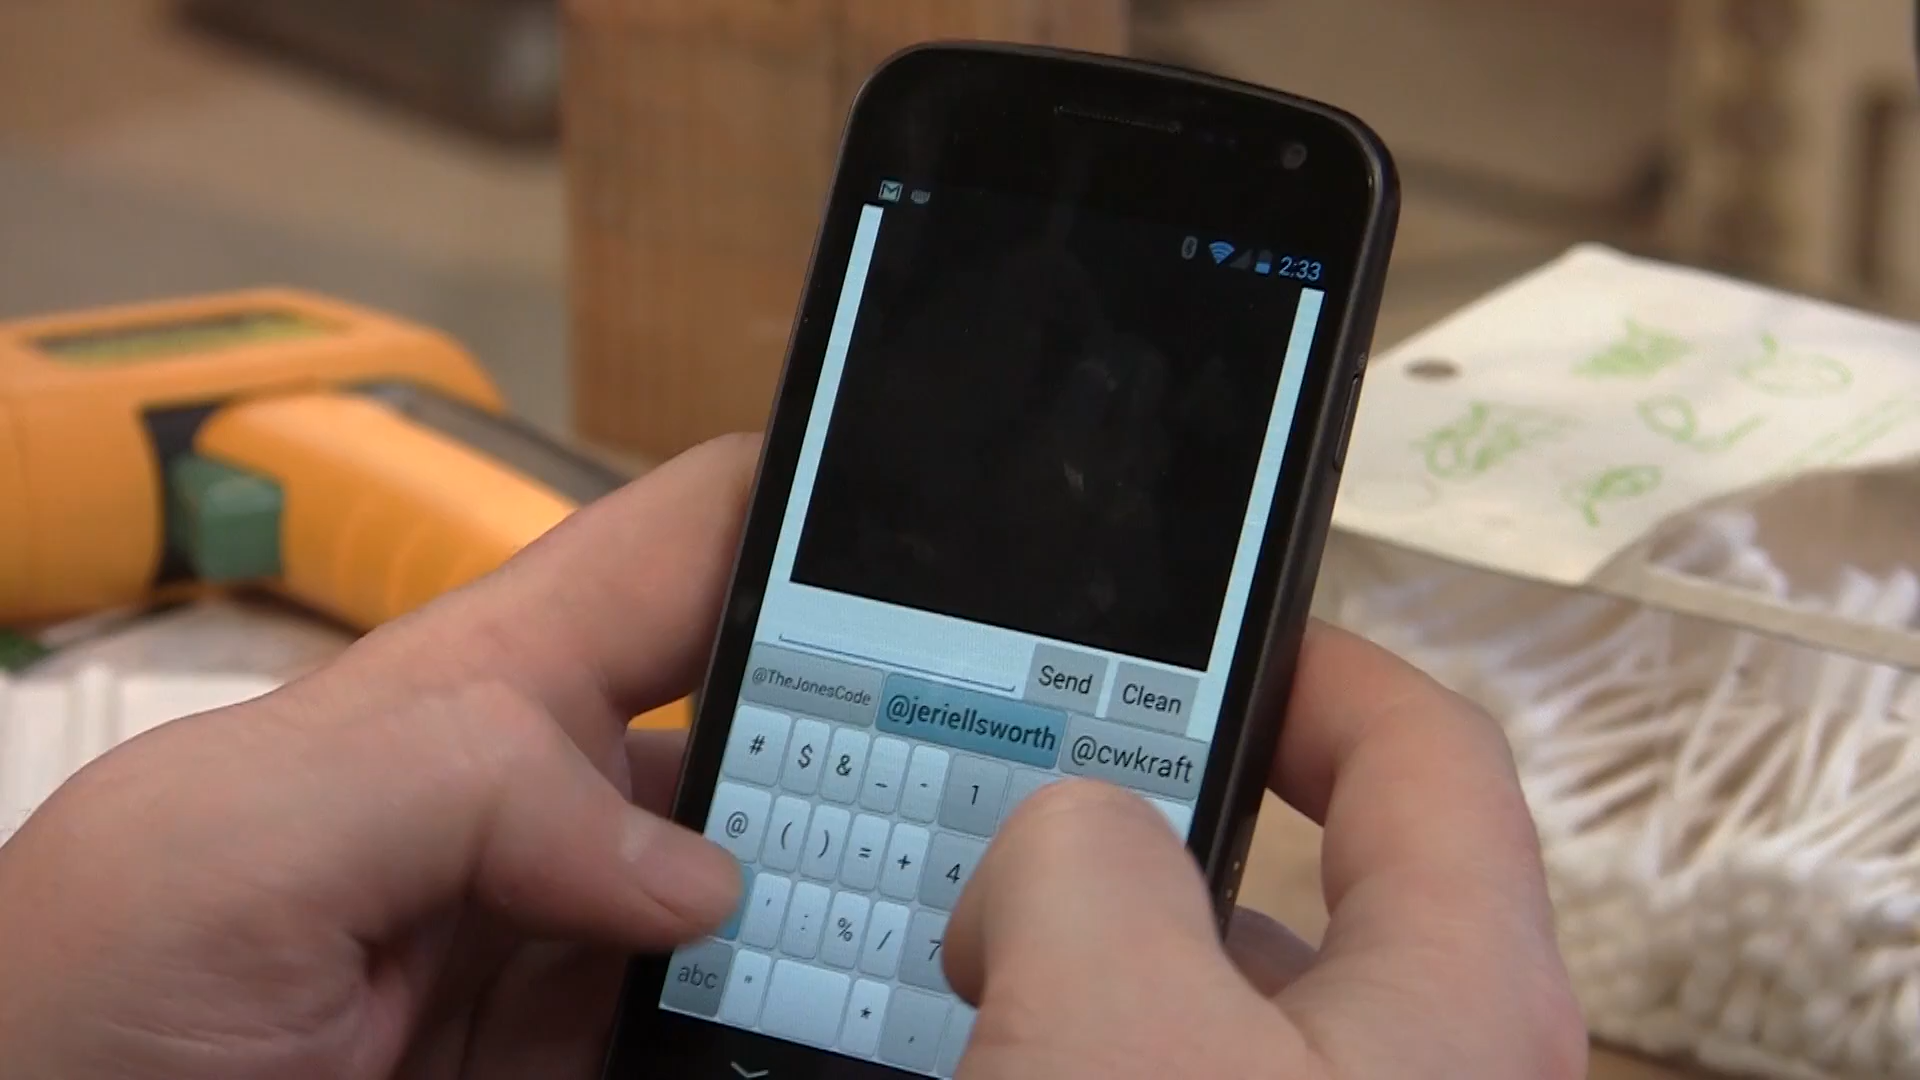 2:33
Send Clean
@TheJonesCode @jeriellsworth @cwkraft
# $ & _ - 1
@ ( ) = + 4
' : % / 7
abc " * ,